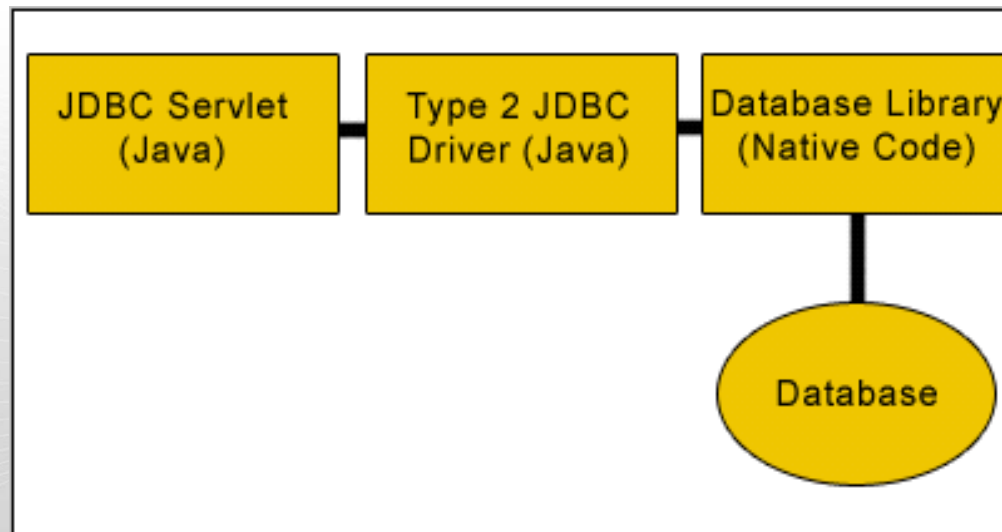 JDBC Servlet
(Java)
Type 2 JDBC
Driver (Java)
Database Library
(Native Code)
Database